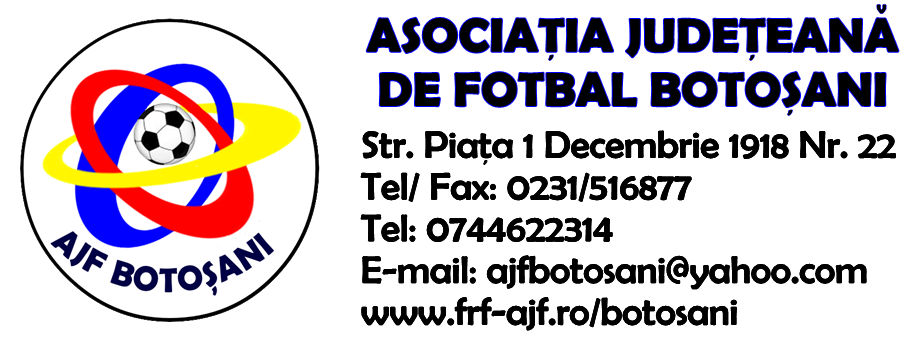 AJF BOTOȘANI
ASOCIAȚIA JUDEȚEANĂ
DE FOTBAL BOTOȘANI
Str. Piața 1 Decembrie 1918 Nr. 22
Tel/ Fax: 0231/516877
Tel: 0744622314
E-mail: ajfbotosani@yahoo.com
www.frf-ajf.ro/botosani